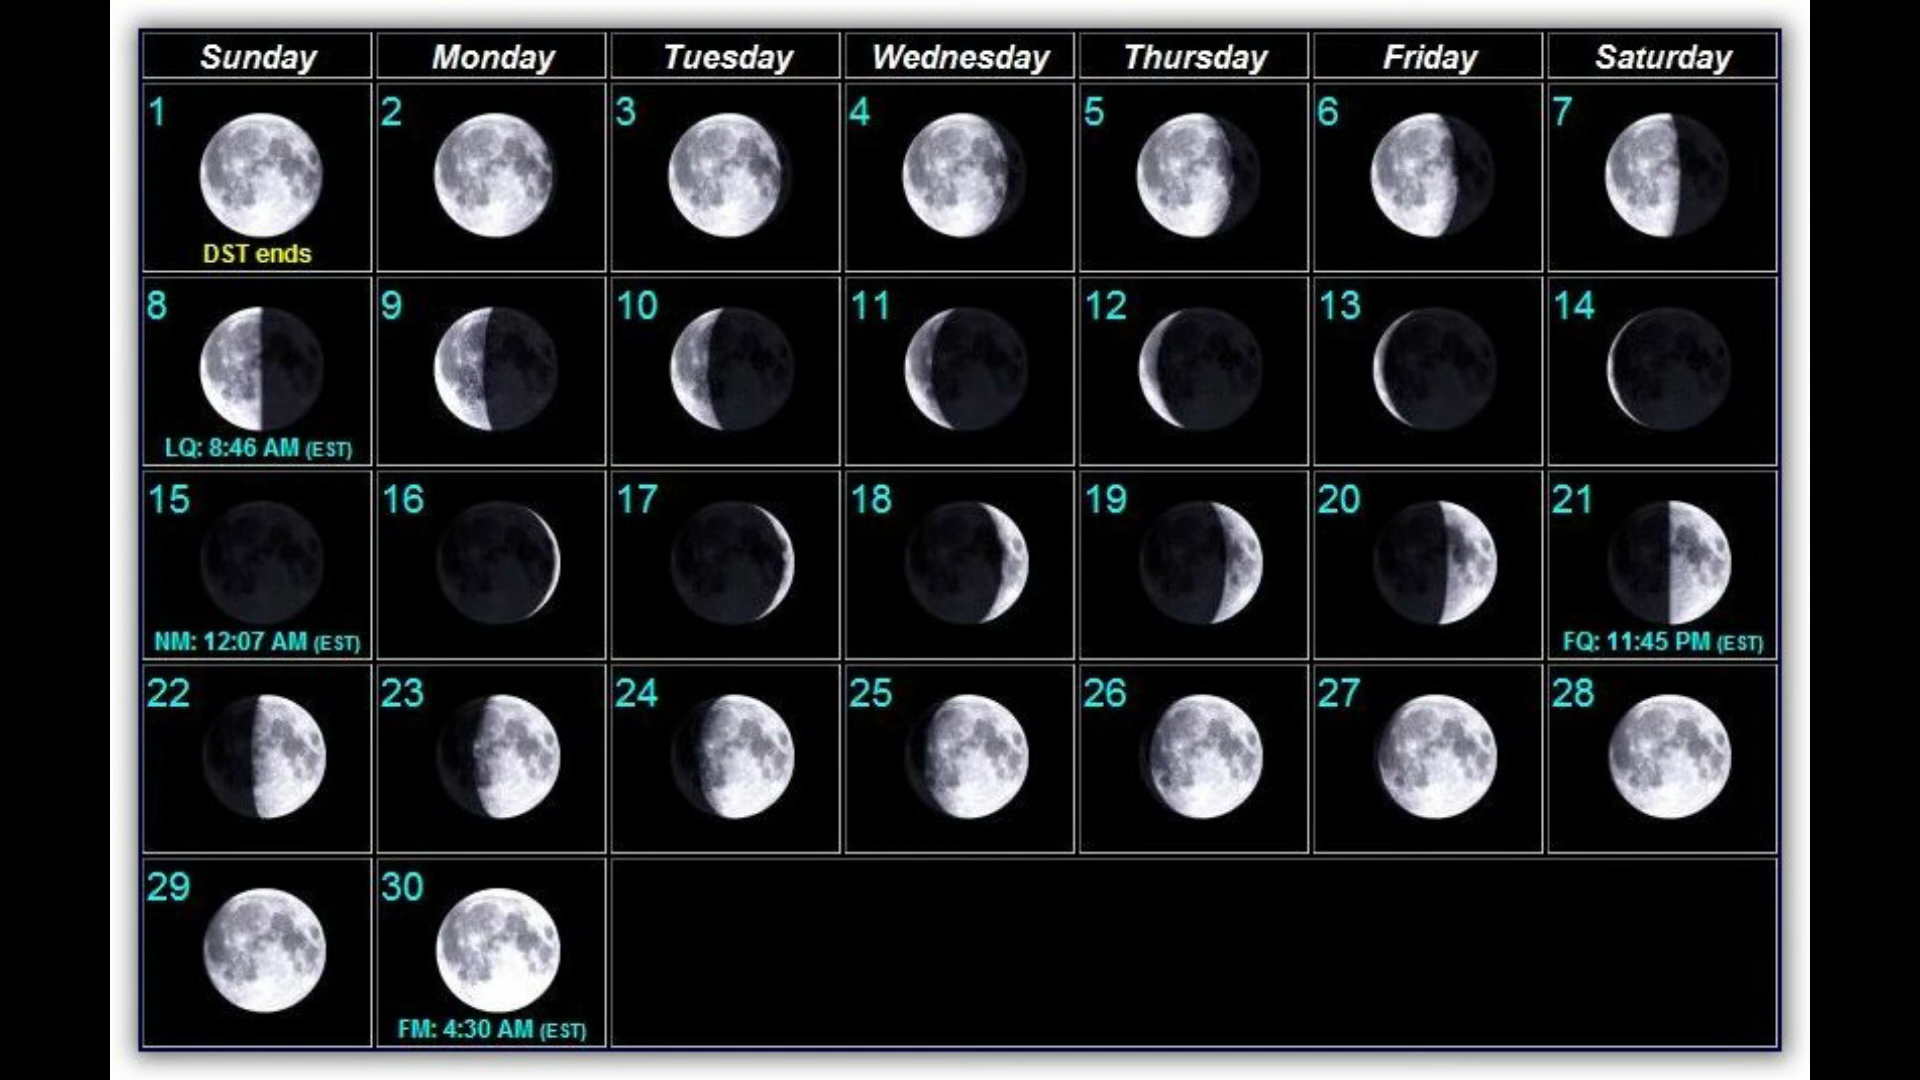 Sunday Monday Tuesday Wednesday Thursday Friday Saturday
1 2 3 4 5 6 7
DST ends
8 9 10 11 12 13 14
LQ: 8:46 AM (EST)
15 16 17 18 19 20 21
NM: 12:07 AM (EST) FQ: 11:45 PM (EST)
22 23 24 25 26 27 28
29 30
FM: 4:30 AM (EST)